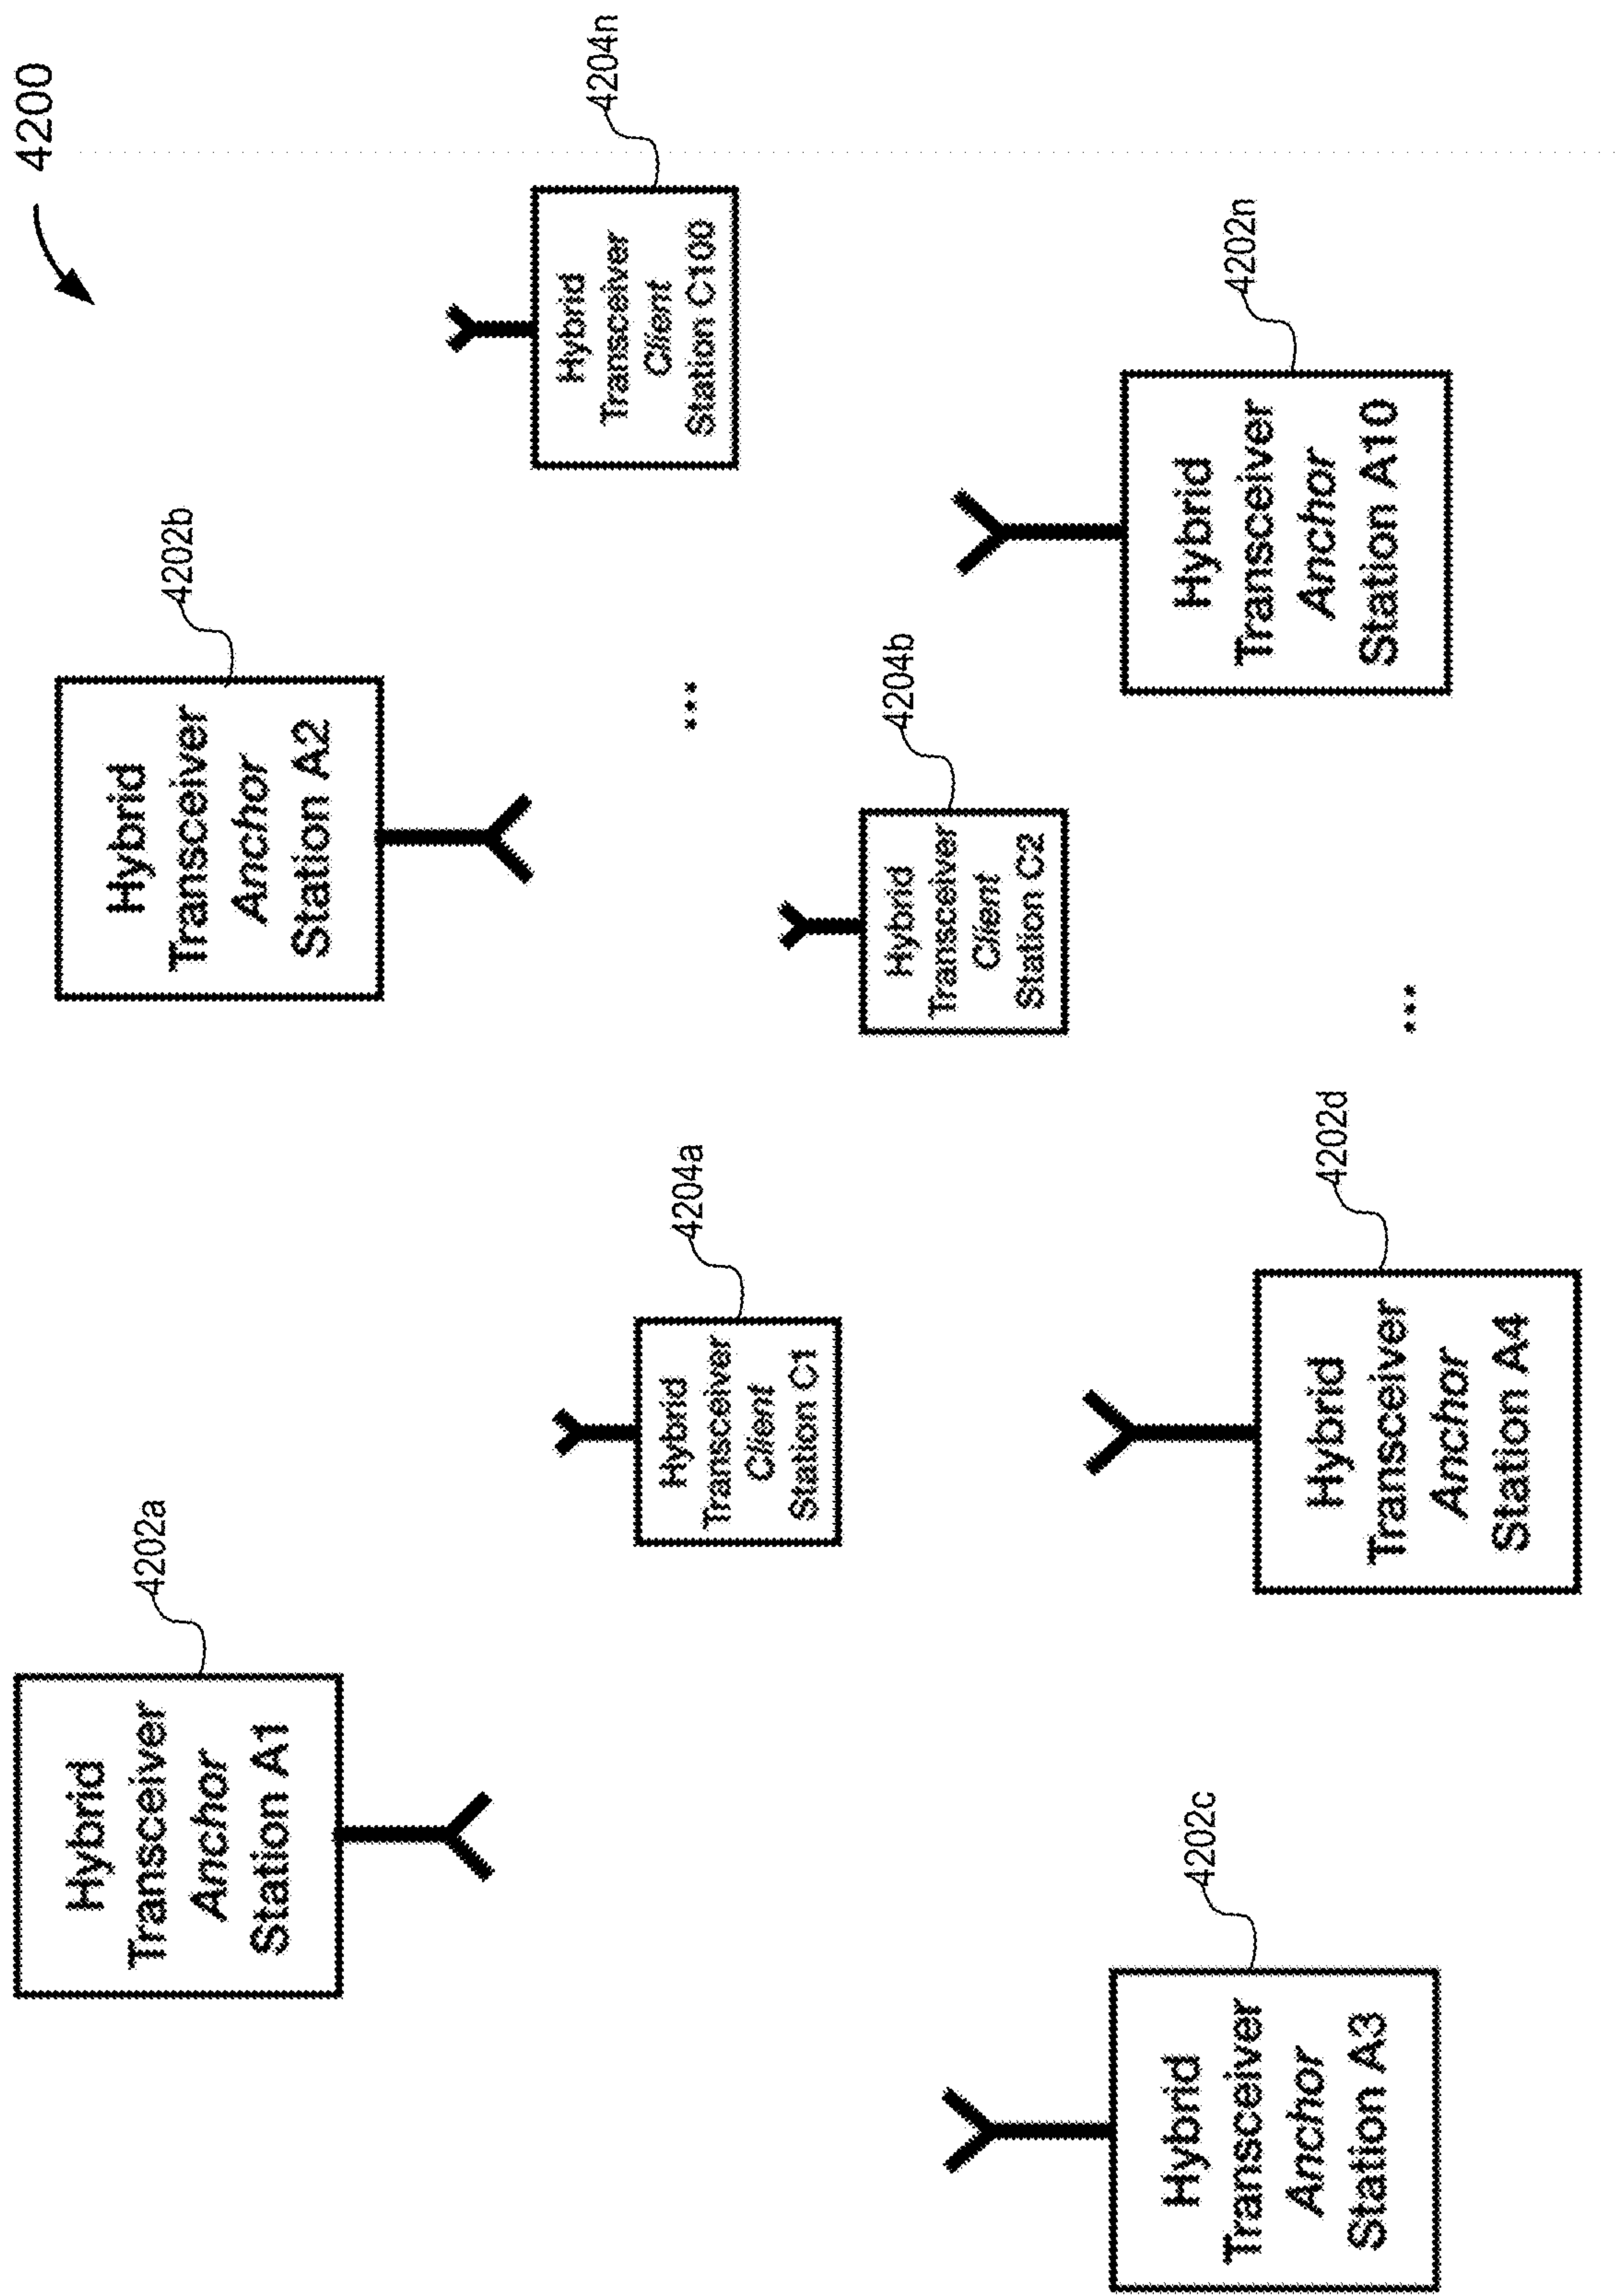 4200
4202a
Hybrid
Transceiver
Anchor
Station A1
4202b
Hybrid
Transceiver
Anchor
Station A2
4204a
Hybrid
Transceiver
Client
Station C1
4204b
Hybrid
Transceiver
Client
Station C2
...
4204n
Hybrid
Transceiver
Client
Station C100
4202c
Hybrid
Transceiver
Anchor
Station A3
4202d
Hybrid
Transceiver
Anchor
Station A4
...
4202n
Hybrid
Transceiver
Anchor
Station A10